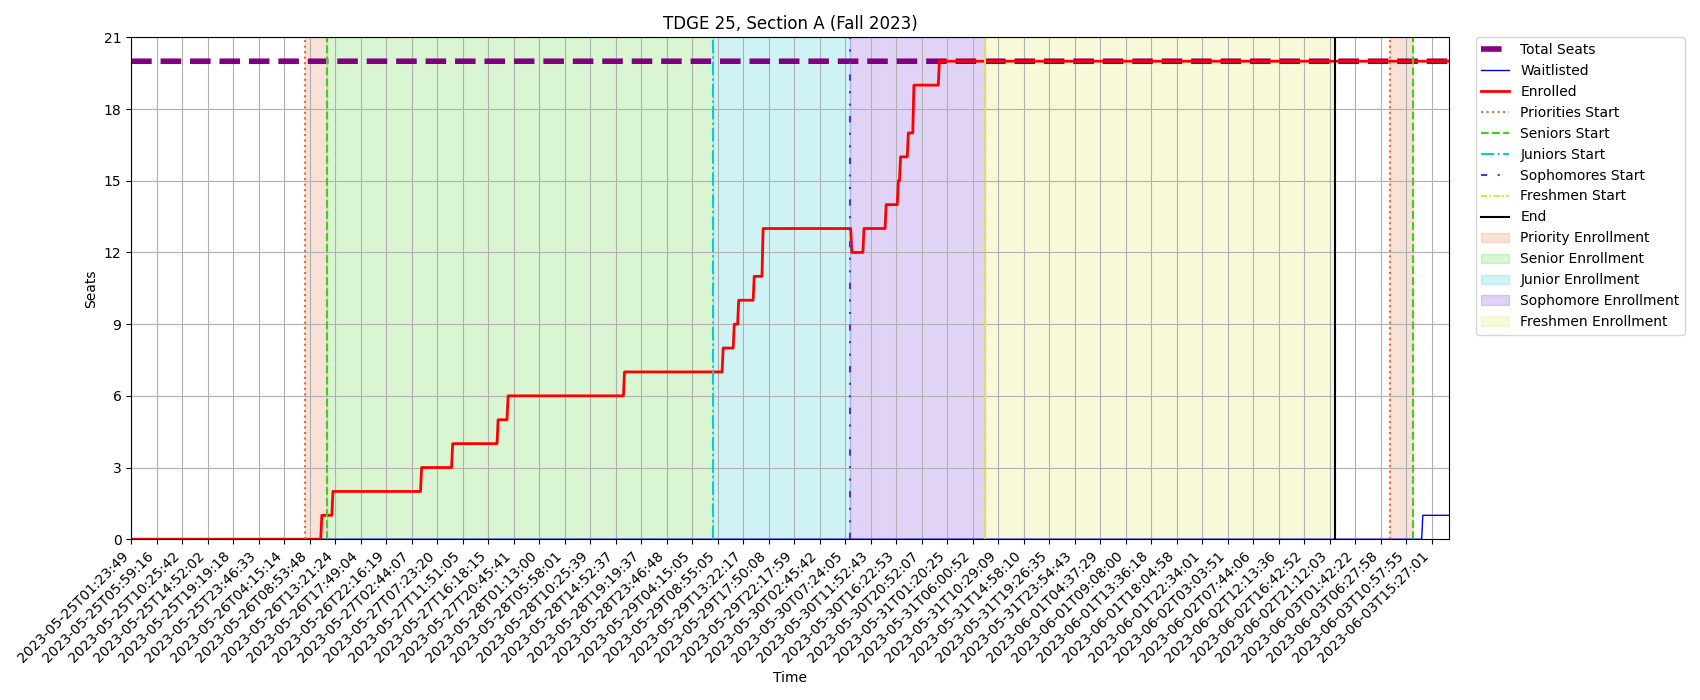 TDGE 25, Section A (Fall 2023)
21
18
15
12
9
6
3
0
Seats
2023-05-25T01:23:49
2023-05-25T05:59:16
2023-05-25T10:25:42
2023-05-25T14:52:02
2023-05-25T19:19:18
2023-05-25T23:46:33
2023-05-26T04:15:14
2023-05-26T08:53:48
2023-05-26T13:21:24
2023-05-26T17:49:04
2023-05-26T22:16:19
2023-05-27T02:44:07
2023-05-27T07:23:20
2023-05-27T11:51:05
2023-05-27T16:18:15
2023-05-27T20:45:41
2023-05-28T01:13:00
2023-05-28T05:58:01
2023-05-28T10:25:39
2023-05-28T14:52:37
2023-05-28T19:19:37
2023-05-28T23:46:48
2023-05-29T04:15:05
2023-05-29T08:55:05
2023-05-29T13:22:17
2023-05-29T17:50:08
2023-05-29T22:17:59
2023-05-30T02:45:42
2023-05-30T07:24:05
2023-05-30T11:52:43
2023-05-30T16:22:53
2023-05-30T20:52:07
2023-05-31T01:20:25
2023-05-31T06:00:52
2023-05-31T10:29:09
2023-05-31T14:58:10
2023-05-31T19:26:35
2023-05-31T23:54:43
2023-06-01T04:37:29
2023-06-01T09:08:00
2023-06-01T13:36:18
2023-06-01T18:04:58
2023-06-01T22:34:01
2023-06-02T03:03:51
2023-06-02T07:44:06
2023-06-02T12:13:36
2023-06-02T16:42:52
2023-06-02T21:12:03
2023-06-03T01:42:22
2023-06-03T06:27:58
2023-06-03T10:57:55
2023-06-03T15:27:01
Time
Total Seats
Waitlisted
Enrolled
Priorities Start
Seniors Start
Juniors Start
Sophomores Start
Freshmen Start
End
Priority Enrollment
Senior Enrollment
Junior Enrollment
Sophomore Enrollment
Freshmen Enrollment